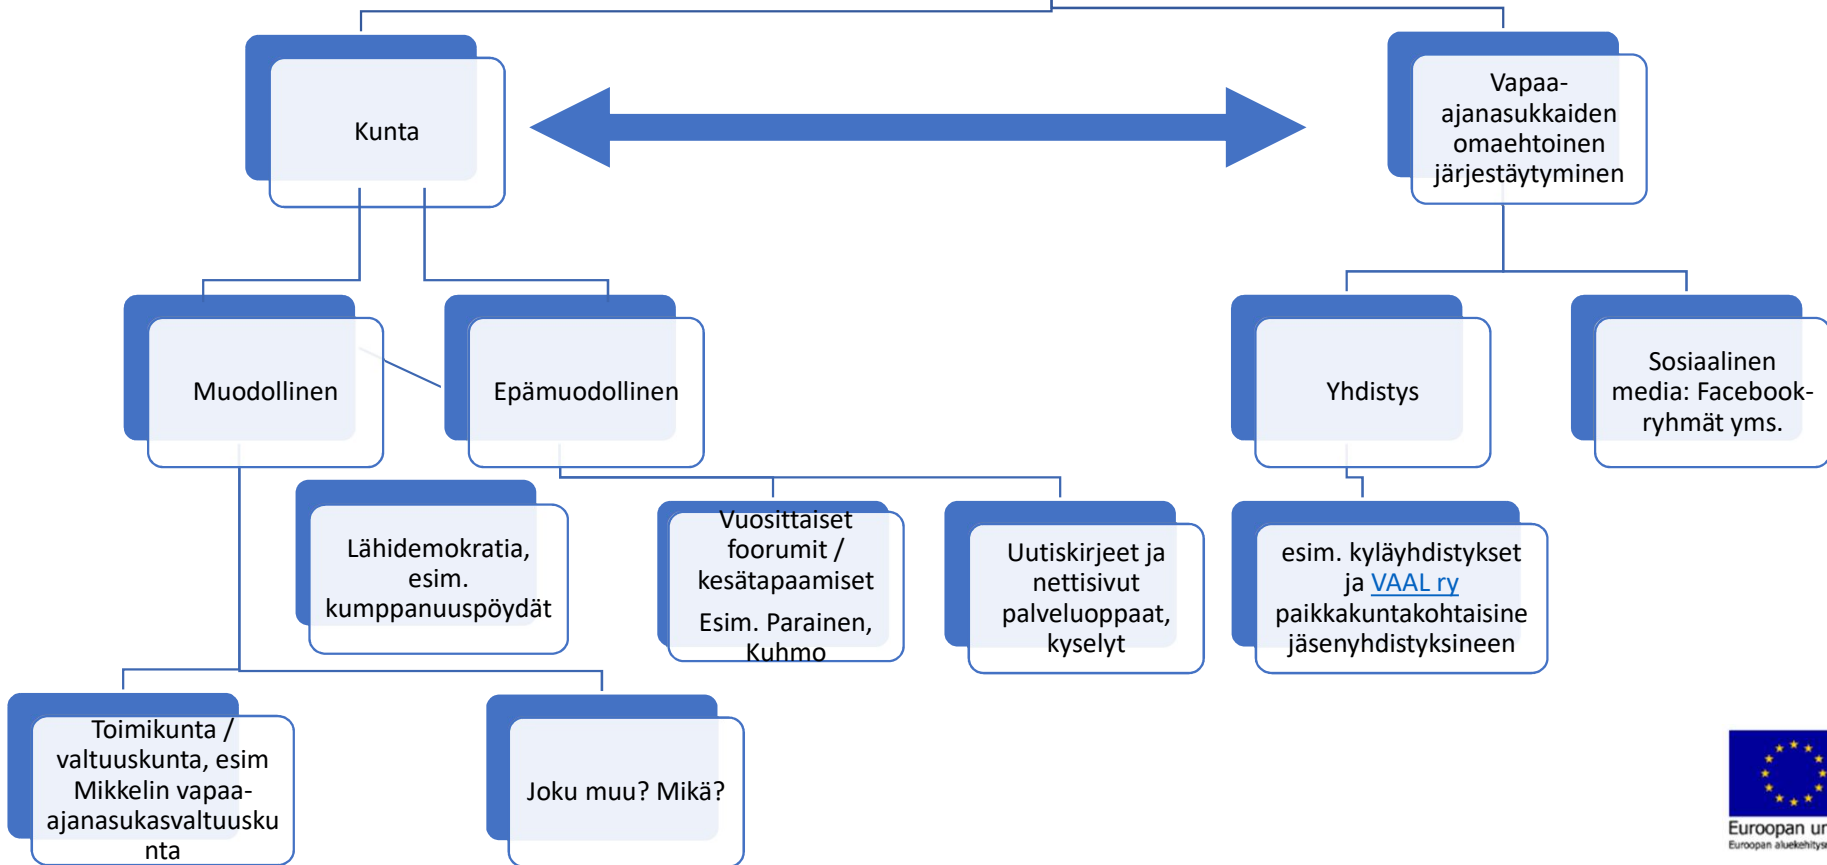 Kunta
Vapaa-
ajanasukkaiden
omaehtoinen
järjestäytyminen
Muodollinen
Epämuodollinen
Yhdistys
Sosiaalinen
media: Facebook-
ryhmät yms.
Lähidemokratia,
esim.
kumppanuuspöydät
Vuosittaiset
foorumit /
kesätapaamiset
Esim. Parainen,
Kuhmo
Uutiskirjeet ja
nettisivut
palveluoppaat,
kyselyt
esim. kyläyhdistykset
ja VAAL ry
paikkakuntakohtaisine
jäsenyhdistyksineen
Toimikunta /
valtuuskunta, esim
Mikkelin vapaa-
ajanasukasvaltuusku
nta
Joku muu? Mikä?
Euroopan
Euroopan